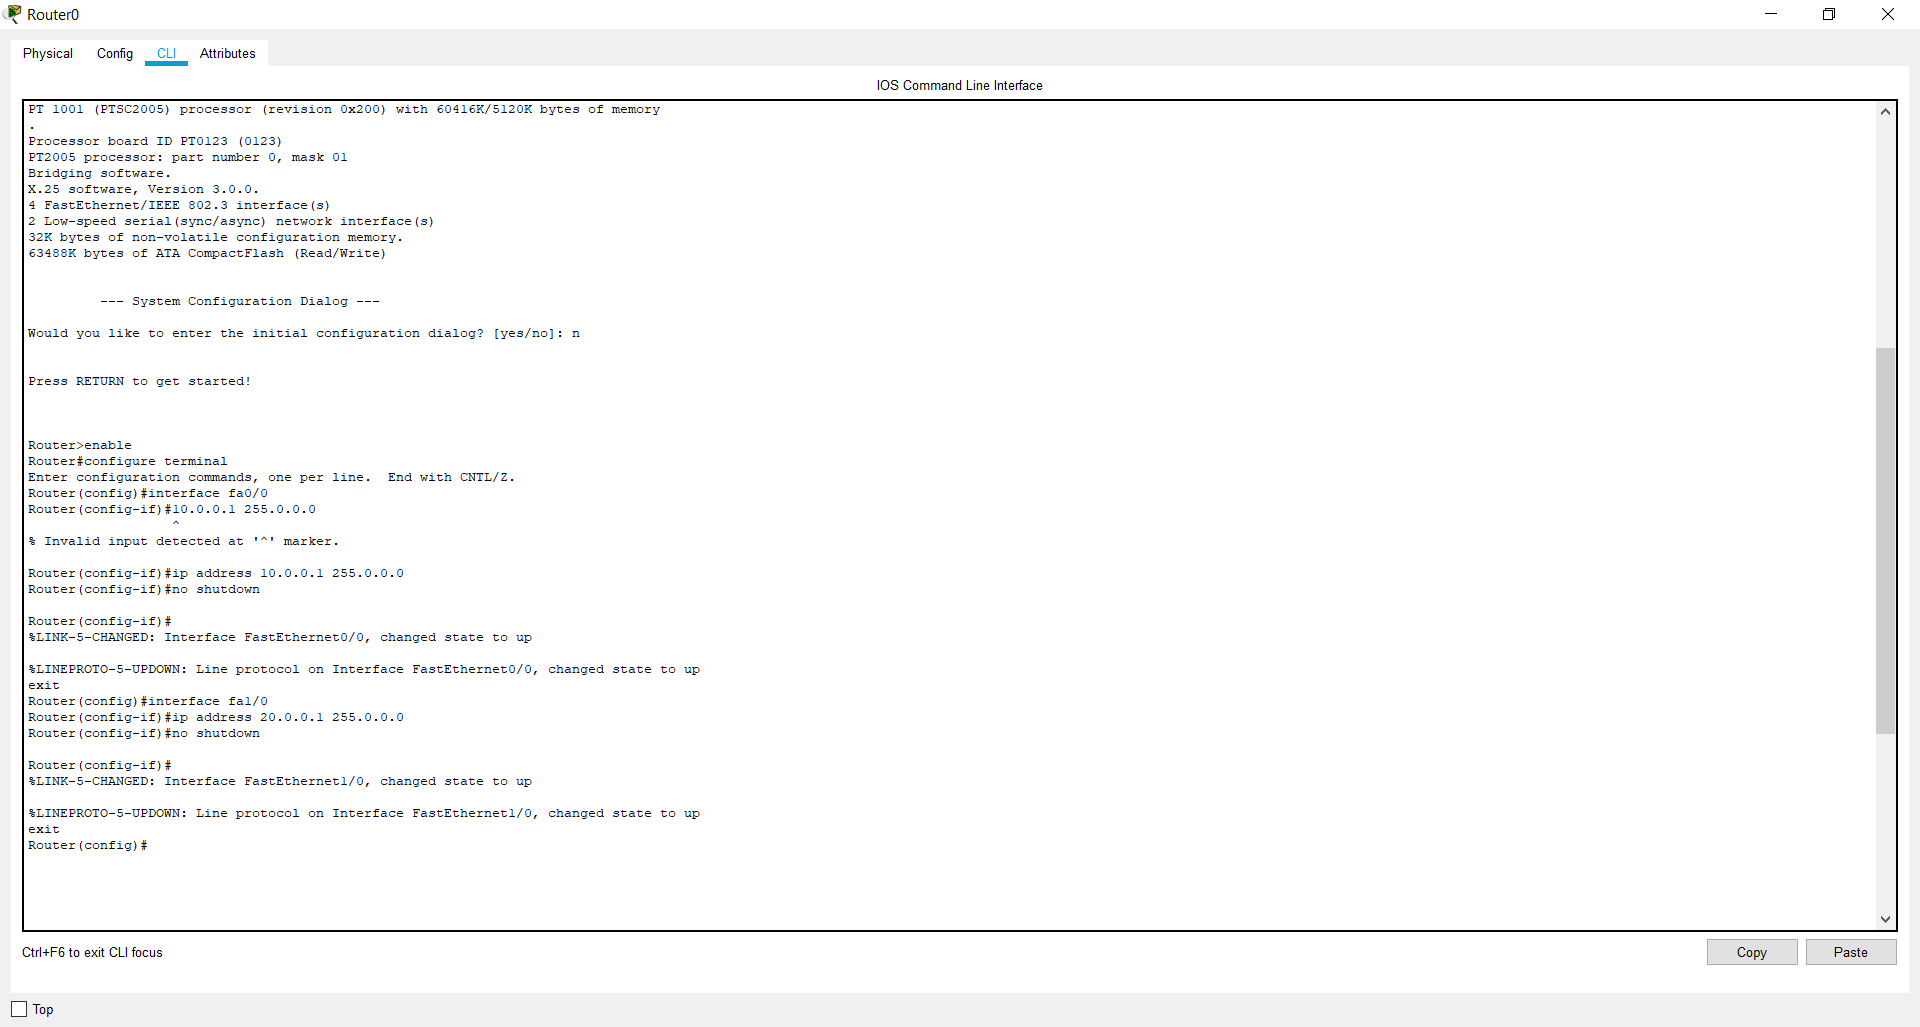 Router0
Physical Config CLI Attributes
IOS Command Line Interface
PT 1001 (PTSC2005) processor (revision 0x200) with 60416K/5120K bytes of memory
.
Processor board ID PT0123 (0123)
PT2005 processor: part number 0, mask 01
Bridging software.
X.25 software, Version 3.0.0.
4 FastEthernet/IEEE 802.3 interface(s)
2 Low-speed serial(sync/async) network interface(s)
32K bytes of non-volatile configuration memory.
63488K bytes of ATA CompactFlash (Read/Write)
--- System Configuration Dialog ---
Would you like to enter the initial configuration dialog? [yes/no]: n
Press RETURN to get started!
Router>enable
Router#configure terminal
Enter configuration commands, one per line.  End with CNTL/Z.
Router(config)#interface fa0/0
Router(config-if)#10.0.0.1 255.0.0.0
^
% Invalid input detected at '^' marker.
Router(config-if)#ip address 10.0.0.1 255.0.0.0
Router(config-if)#no shutdown
Router(config-if)#
%LINK-5-CHANGED: Interface FastEthernet0/0, changed state to up
%LINEPROTO-5-UPDOWN: Line protocol on Interface FastEthernet0/0, changed state to up
exit
Router(config)#interface fa1/0
Router(config-if)#ip address 20.0.0.1 255.0.0.0
Router(config-if)#no shutdown
Router(config-if)#
%LINK-5-CHANGED: Interface FastEthernet1/0, changed state to up
%LINEPROTO-5-UPDOWN: Line protocol on Interface FastEthernet1/0, changed state to up
exit
Router(config)#
Ctrl+F6 to exit CLI focus
Copy Paste
Top